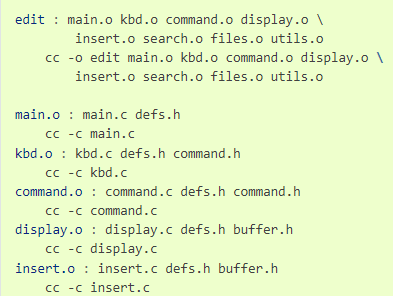 edit : main.o kbd.o command.o display.o \
        insert.o search.o files.o utils.o
    cc -o edit main.o kbd.o command.o display.o \
        insert.o search.o files.o utils.o

main.o : main.c defs.h
    cc -c main.c
kbd.o : kbd.c defs.h command.h
    cc -c kbd.c
command.o : command.c defs.h command.h
    cc -c command.c
display.o : display.c defs.h buffer.h
    cc -c display.c
insert.o : insert.c defs.h buffer.h
    cc -c insert.c